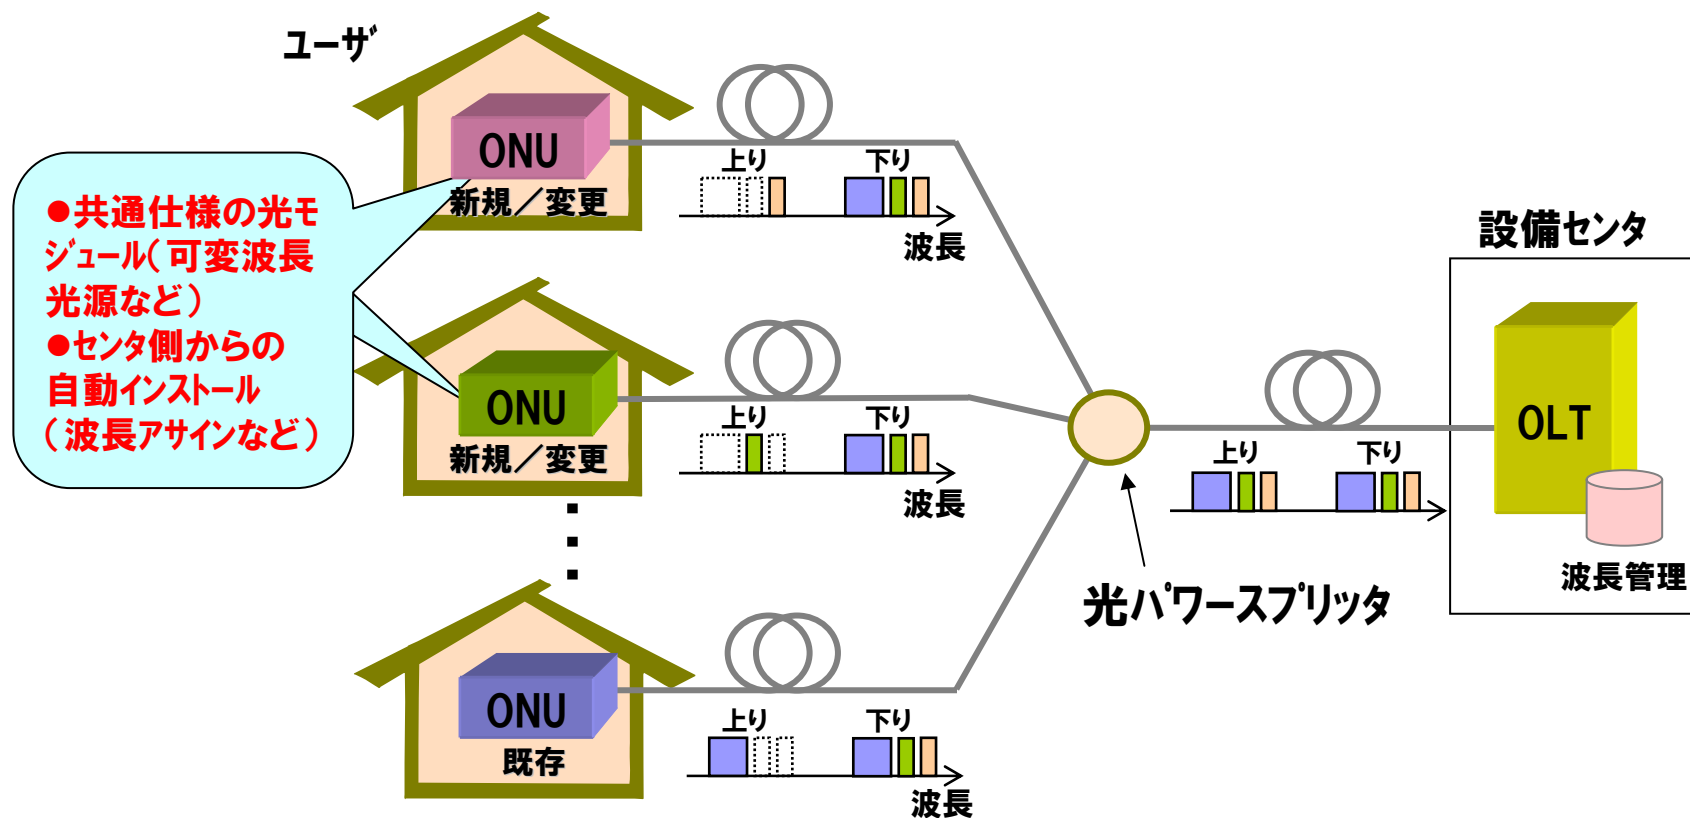 ユーザ
ONU
新規／変更
上り
下り
波長
●共通仕様の光モ
ジュール(可変波長
光源など)
●センタ側からの
自動インストール
(波長アサインなど)
ONU
新規／変更
上り
下り
波長
設備センタ
OLT
上り
下り
波長管理
光パワースプリッタ
ONU
既存
上り
下り
波長